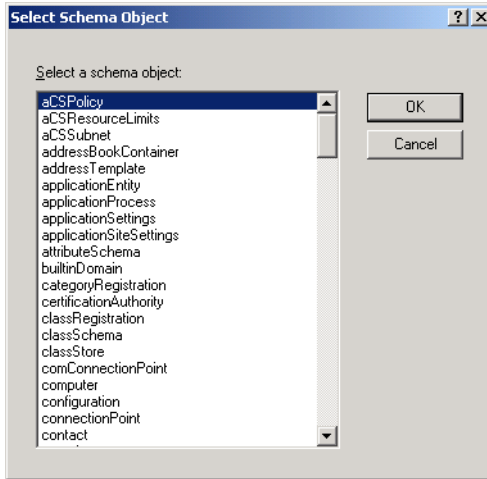 Select Schema Object
Select a schema object:
aCSPolicy
aCSResourceLimits
aCSSubnet
addressBookContainer
addressTemplate
applicationEntity
applicationProcess
applicationSettings
applicationSiteSettings
attributeSchema
builtinDomain
categoryRegistration
certificationAuthority
classRegistration
classSchema
classStore
comConnectionPoint
computer
configuration
connectionPoint
contact
OK
Cancel